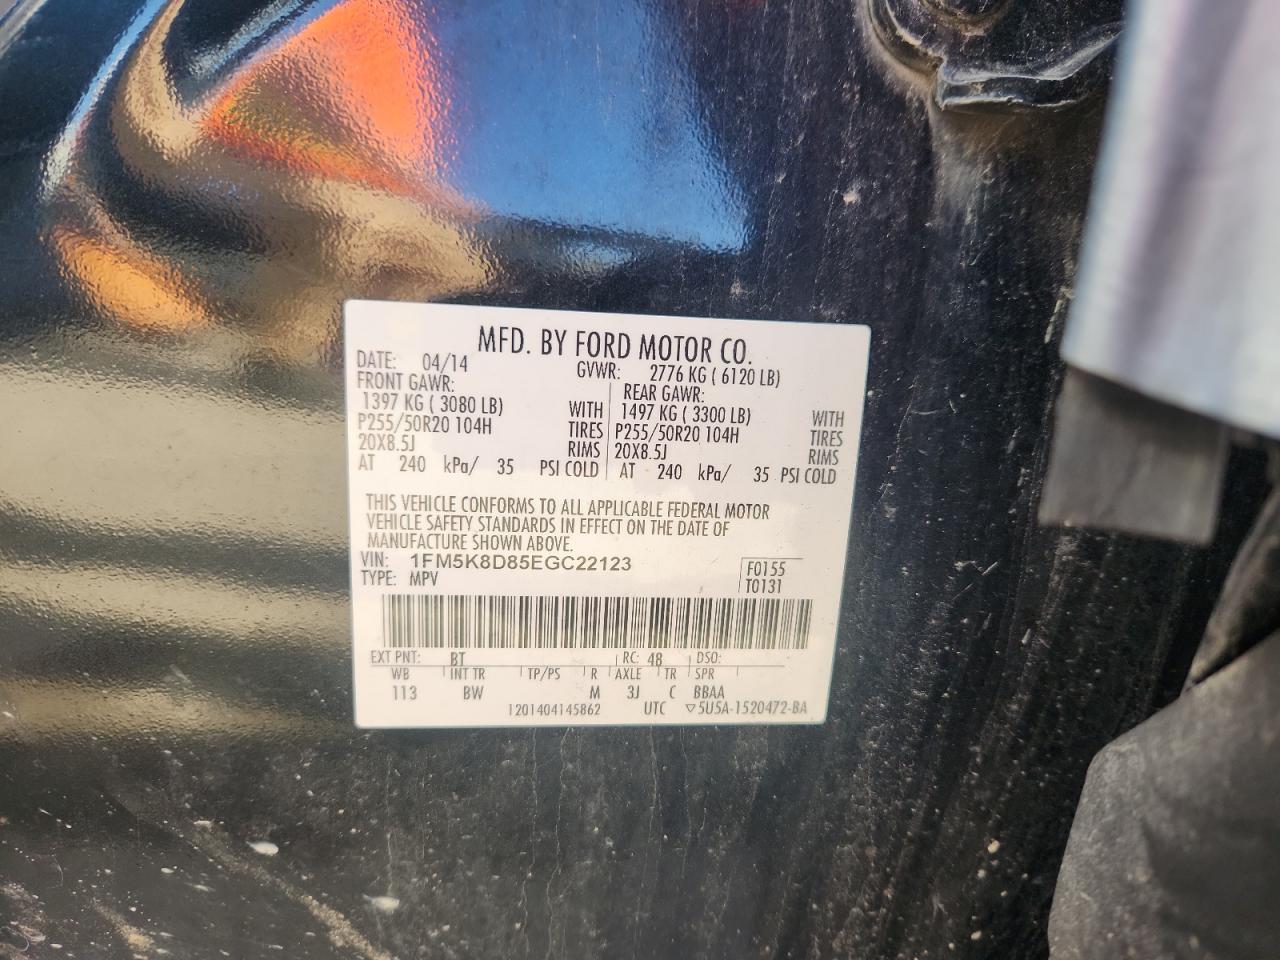 MFD. BY FORD MOTOR CO.
DATE: 04/14 GVWR: 2776 KG ( 6120 LB)
FRONT GAWR: REAR GAWR:
1397 KG ( 3080 LB) WITH 1497 KG ( 3300 LB) WITH
P255/50R20 104H TIRES P255/50R20 104H TIRES
20X8.5J RIMS 20X8.5J RIMS
AT 240 kPa/ 35 PSI COLD AT 240 kPa/ 35 PSI COLD
THIS VEHICLE CONFORMS TO ALL APPLICABLE FEDERAL MOTOR
VEHICLE SAFETY STANDARDS IN EFFECT ON THE DATE OF
MANUFACTURE SHOWN ABOVE.
VIN: 1FM5K8D85EGC22123 F0155
TYPE: MPV T0131
EXT PNT: BT RC: 48 DSO:
WB INT TR TP/PS R AXLE TR SPR
113 BW M 3J C BBAA
1201404145862 UTC ▽5U5A-1520472-BA